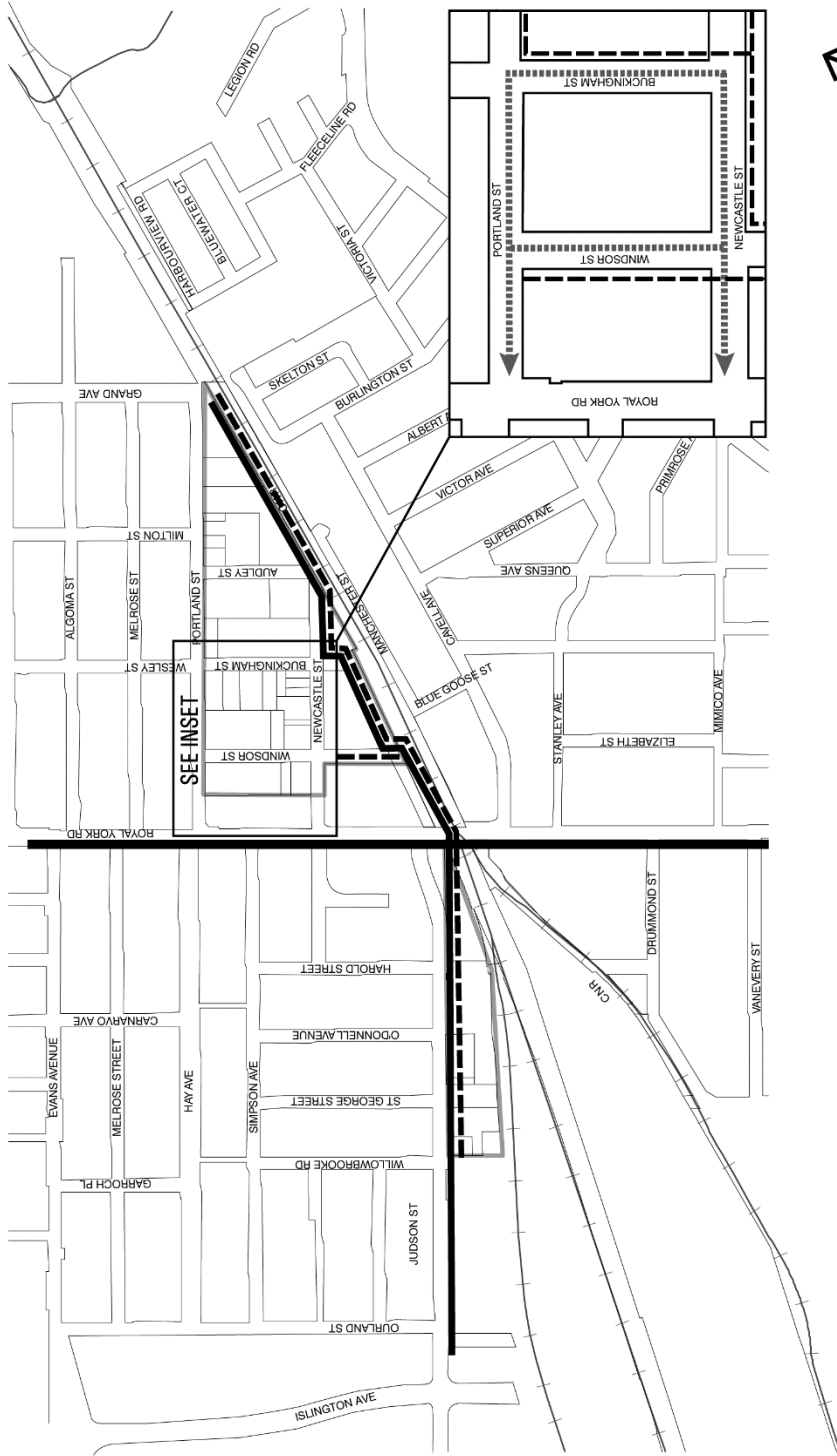 LEGION RD
FLEECELINE RD
HARBOURVIEW RD
BLUEWATER CT
VICTORIA ST
GRAND AVE
SKELTON ST
BURLINGTON ST
ALBERT A
VICTOR AVE
SUPERIOR AVE
PRIMROSE A
QUEENS AVE
MILTON ST
ALGOMA ST
MELROSE ST
PORTLAND ST
AUDLEY ST
MANCHESTER ST
CAVELL AVE
WESLEY ST
BUCKINGHAM ST
NEWCASTLE ST
BLUE GOOSE ST
STANLEY AVE
MIMICO AVE
ELIZABETH ST
SEE INSET
WINDSOR ST
ROYAL YORK RD
BUCKINGHAM ST
PORTLAND ST
NEWCASTLE ST
WINDSOR ST
ROYAL YORK RD
HAROLD STREET
DRUMMOND ST
VANEVERY ST
CNR
CARNARVO AVE
O'DONNELL AVENUE
EVANS AVENUE
MELROSE STREET
HAY AVE
SIMPSON AVE
ST GEORGE STREET
WILLOWBROOKE RD
GARROCH PL
JUDSON ST
OURLAND ST
ISLINGTON AVE